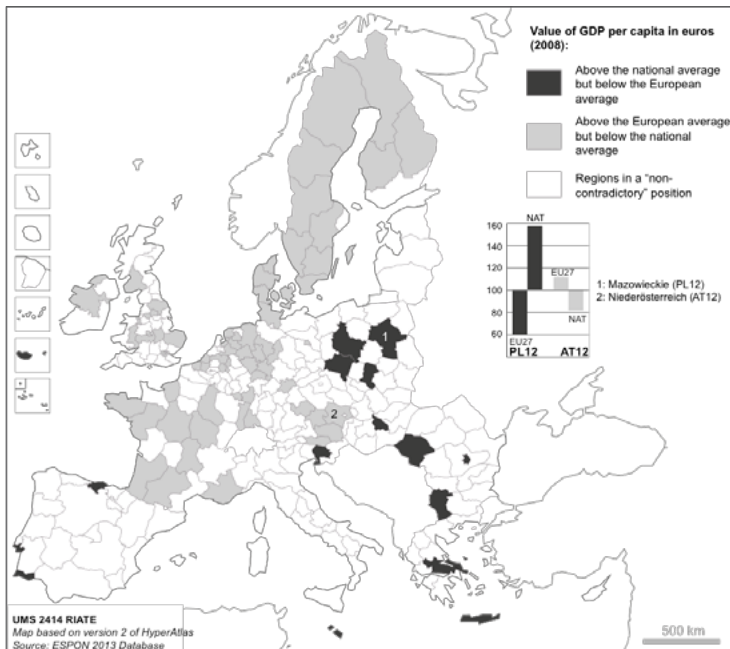 Value of GDP per capita in euros
(2008):
Above the national average
but below the European
average
Above the European average
but below the national
average
Regions in a "non-
contradictory" position
NAT
160
140
120
100
80
60
EU27
NAT
EU27
PL12
AT12
1: Mazowieckie (PL12)
2: Niederösterreich (AT12)
1
2
UMS 2414 RIATE
Map based on version 2 of HyperAtlas
Source: ESPON 2013 Database
500 km